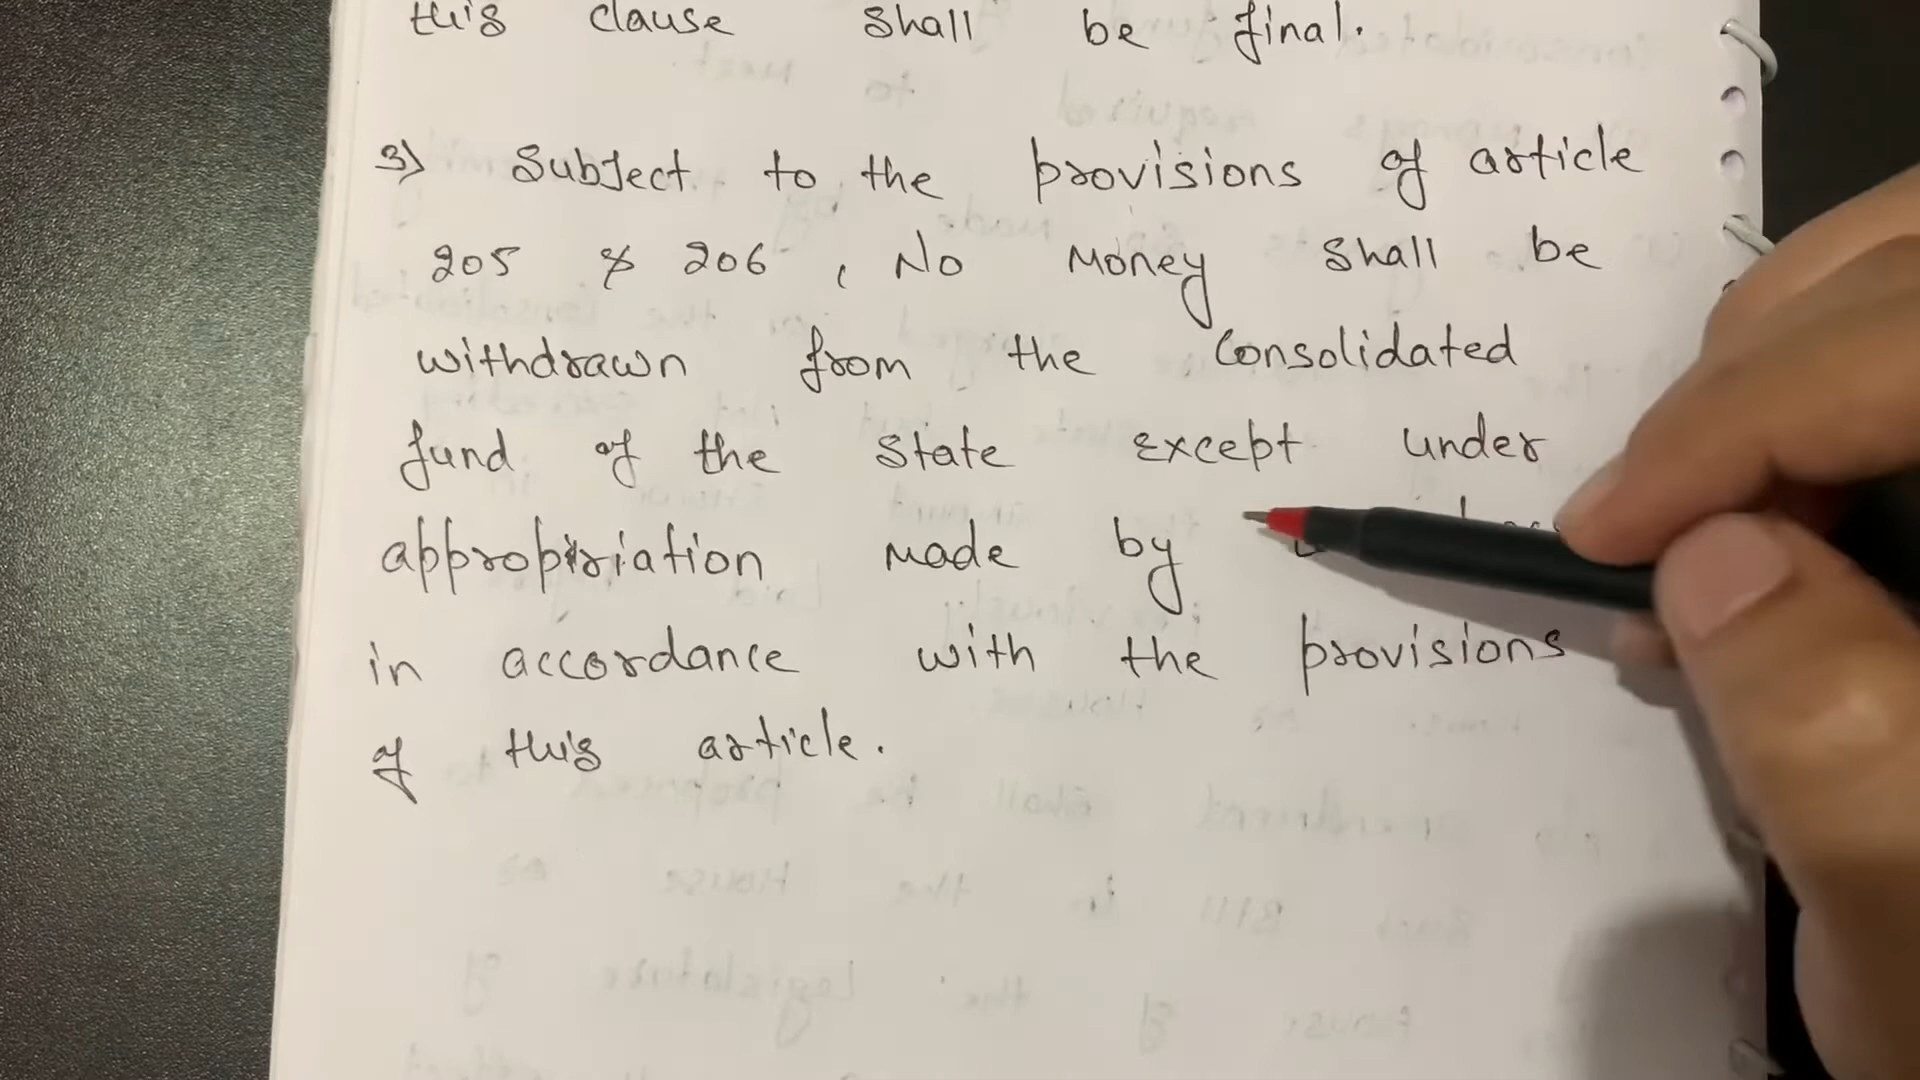 this clause shall be final.
3) Subject to the provisions of article
205 & 206, No Money shall be
withdrawn from the Consolidated
fund of the State except under
appropriation made by
in accordance with the provisions
of this article.